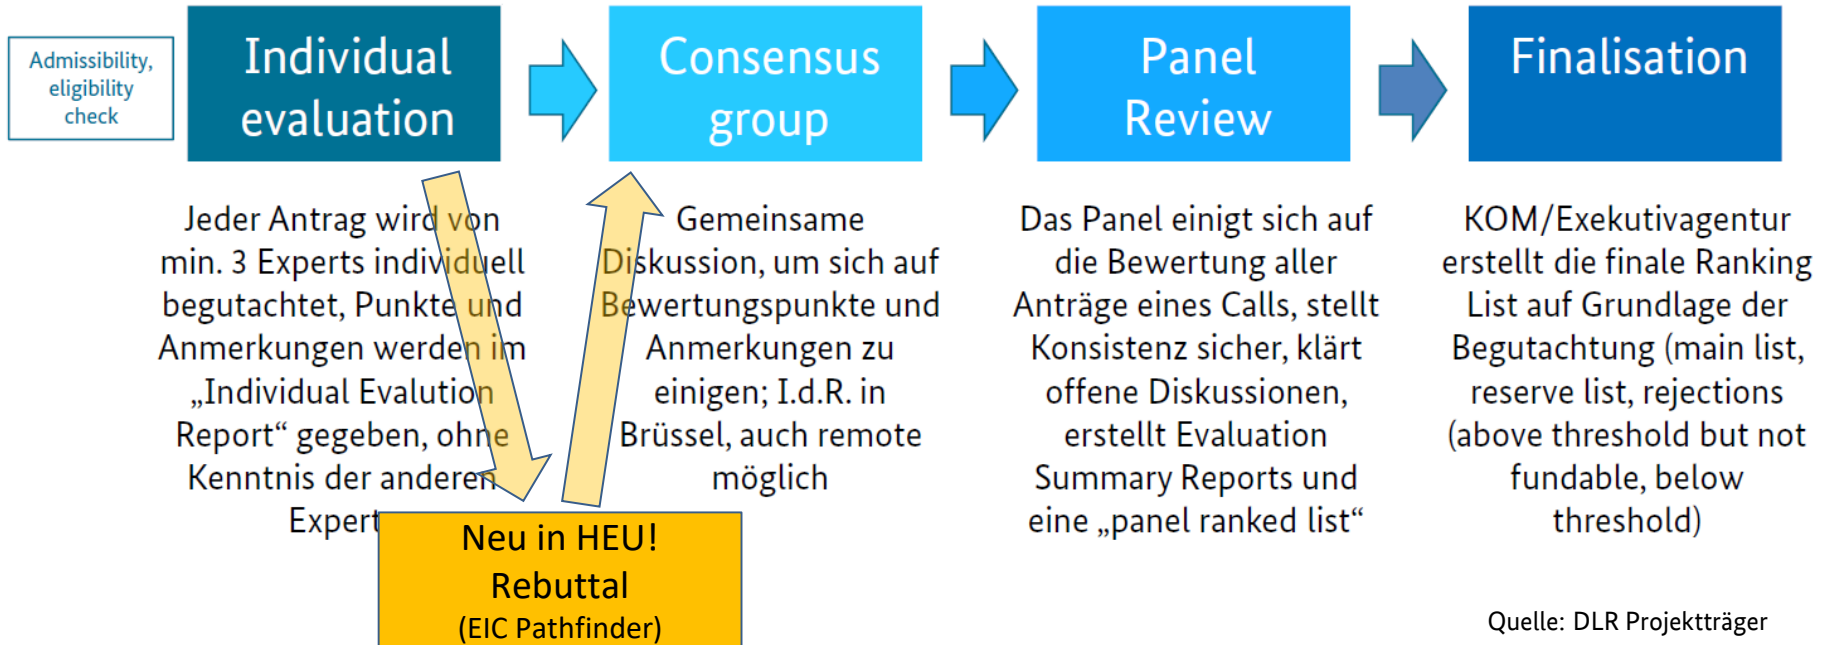 Admissibility,
eligibility
check
Individual
evaluation
Consensus
group
Panel
Review
Finalisation
Jeder Antrag wird von
min. 3 Experts individuell
begutachtet, Punkte und
Anmerkungen werden im
„Individual Evalution
Report“ gegeben, ohne
Kenntnis der anderen
Expert
Gemeinsame
Diskussion, um sich auf
Bewertungspunkte und
Anmerkungen zu
einigen; I.d.R. in
Brüssel, auch remote
möglich
Das Panel einigt sich auf
die Bewertung aller
Anträge eines Calls, stellt
Konsistenz sicher, klärt
offene Diskussionen,
erstellt Evaluation
Summary Reports und
eine „panel ranked list“
KOM/Exekutivagentur
erstellt die finale Ranking
List auf Grundlage der
Begutachtung (main list,
reserve list, rejections
(above threshold but not
fundable, below
threshold)
Neu in HEU!
Rebuttal
(EIC Pathfinder)
Quelle: DLR Projektträger